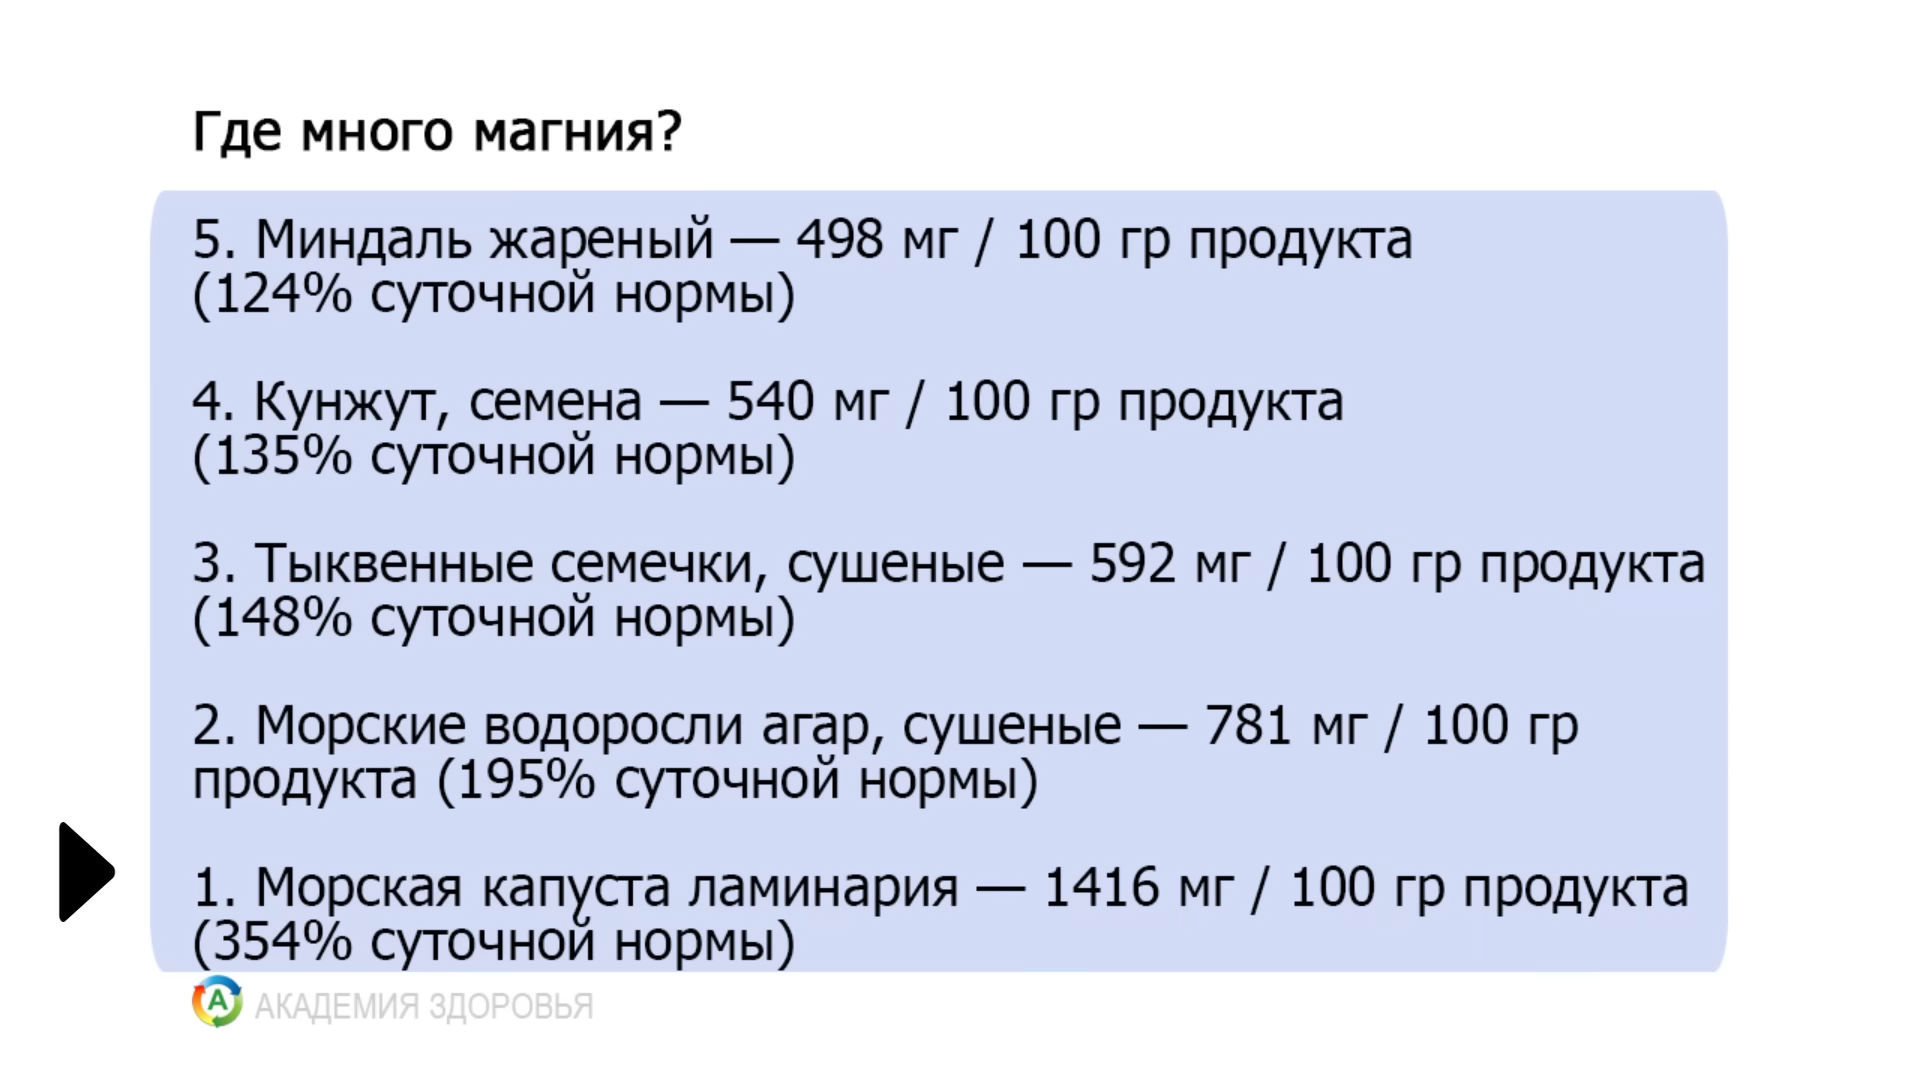 Где много магния?
5. Миндаль жареный — 498 мг / 100 гр продукта
(124% суточной нормы)
4. Кунжут, семена — 540 мг / 100 гр продукта
(135% суточной нормы)
3. Тыквенные семечки, сушеные — 592 мг / 100 гр продукта
(148% суточной нормы)
2. Морские водоросли агар, сушеные — 781 мг / 100 гр
продукта (195% суточной нормы)
1. Морская капуста ламинария — 1416 мг / 100 гр продукта
(354% суточной нормы)
А АКАДЕМИЯ ЗДОРОВЬЯ